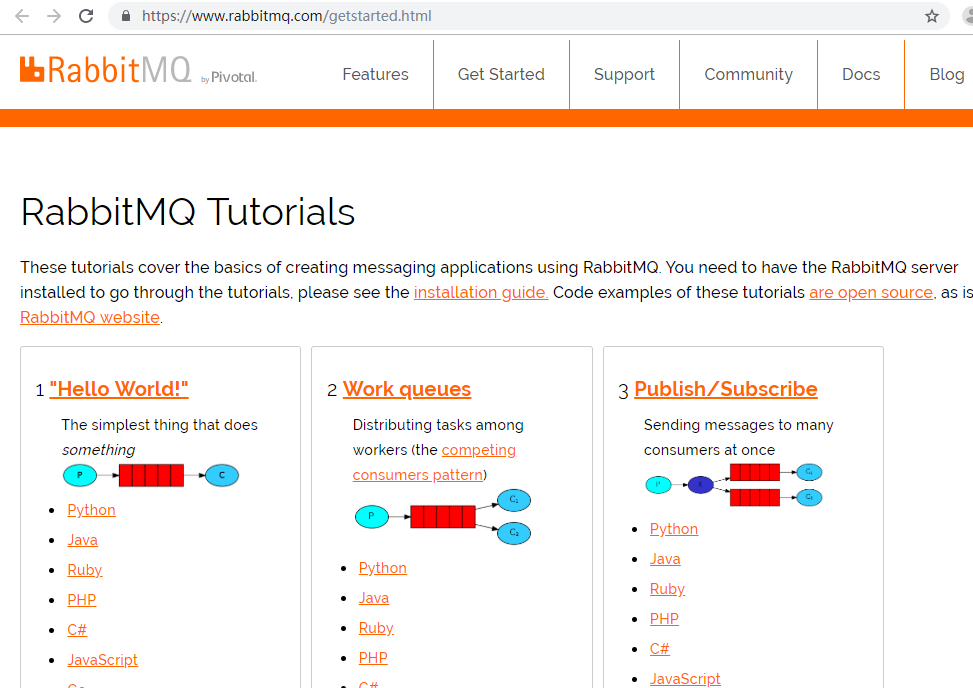 https://www.rabbitmq.com/getstarted.html
RabbitMQ by Pivotal.
Features
Get Started
Support
Community
Docs
Blog
RabbitMQ Tutorials
These tutorials cover the basics of creating messaging applications using RabbitMQ. You need to have the RabbitMQ server
installed to go through the tutorials, please see the installation guide. Code examples of these tutorials are open source, as is
RabbitMQ website.
1 "Hello World!"
The simplest thing that does
something
P
C
Python
Java
Ruby
PHP
C#
JavaScript
2 Work queues
Distributing tasks among
workers (the competing
consumers pattern)
P
C₁
C₂
Python
Java
Ruby
PHP
C#
3 Publish/Subscribe
Sending messages to many
consumers at once
P
X
C₁
C₂
Python
Java
Ruby
PHP
C#
JavaScript